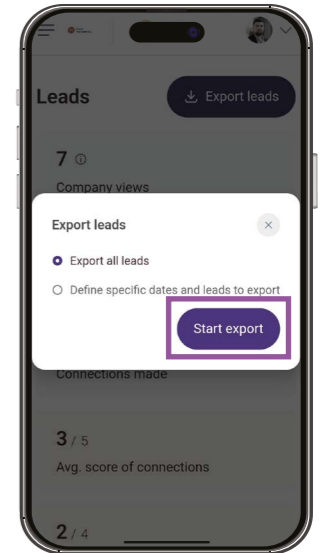 Leads
Export leads
7
Company views
Export leads
Export all leads
Define specific dates and leads to export
Start export
Connections made
3 / 5
Avg. score of connections
2 / 4